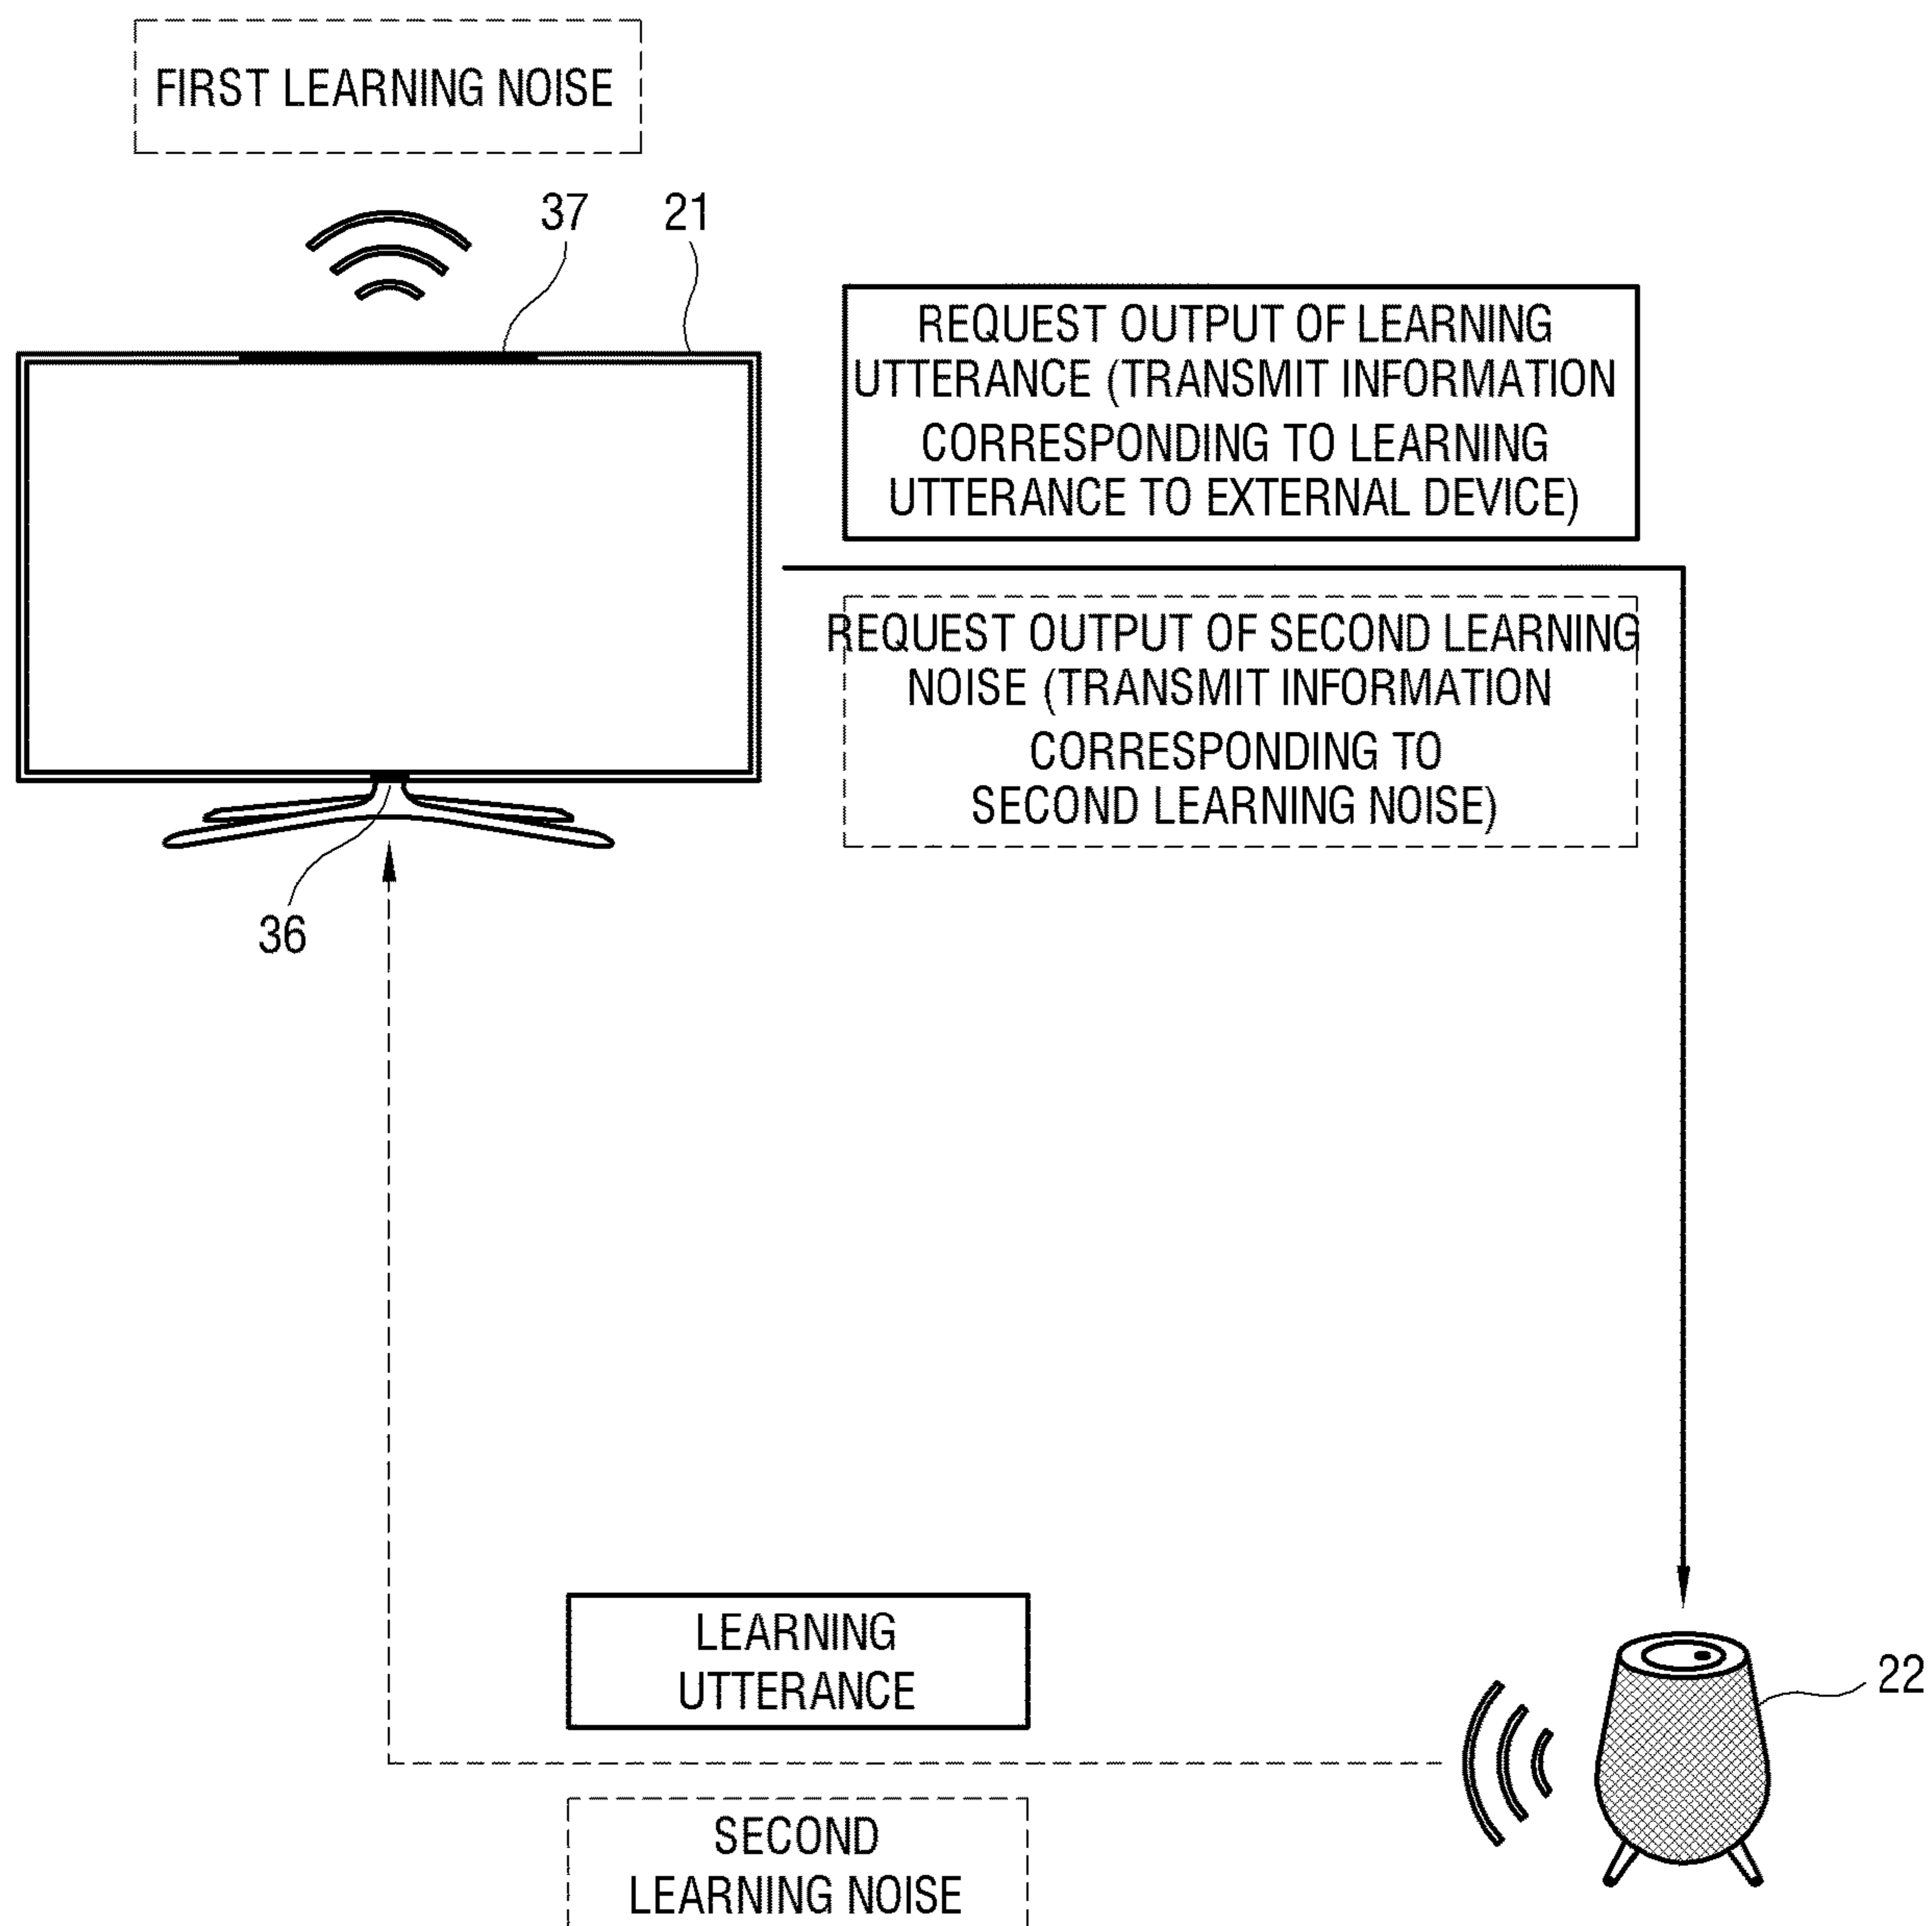 FIRST LEARNING NOISE
37
21
REQUEST OUTPUT OF LEARNING
UTTERANCE (TRANSMIT INFORMATION
CORRESPONDING TO LEARNING
UTTERANCE TO EXTERNAL DEVICE)
REQUEST OUTPUT OF SECOND LEARNING
NOISE (TRANSMIT INFORMATION
CORRESPONDING TO
SECOND LEARNING NOISE)
36
LEARNING
UTTERANCE
22
SECOND
LEARNING NOISE